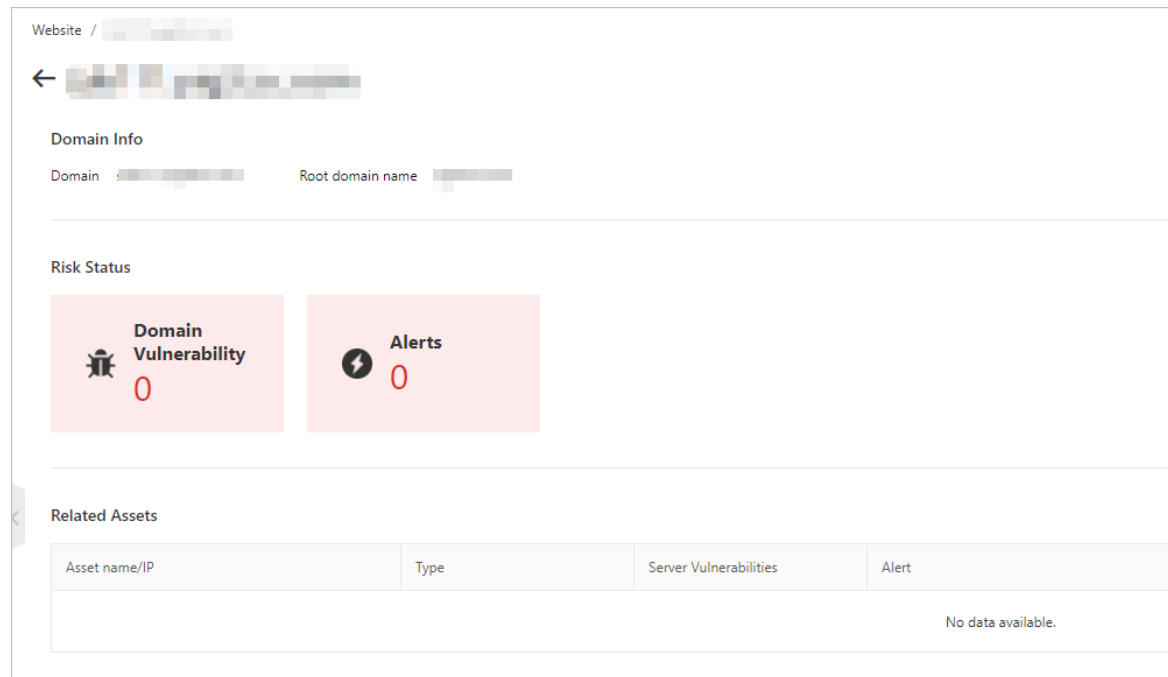 Website /
Domain Info
Domain Root domain name
Risk Status
Domain
Vulnerability
0
Alerts
0
Related Assets
Asset name/IP Type Server Vulnerabilities Alert
No data available.